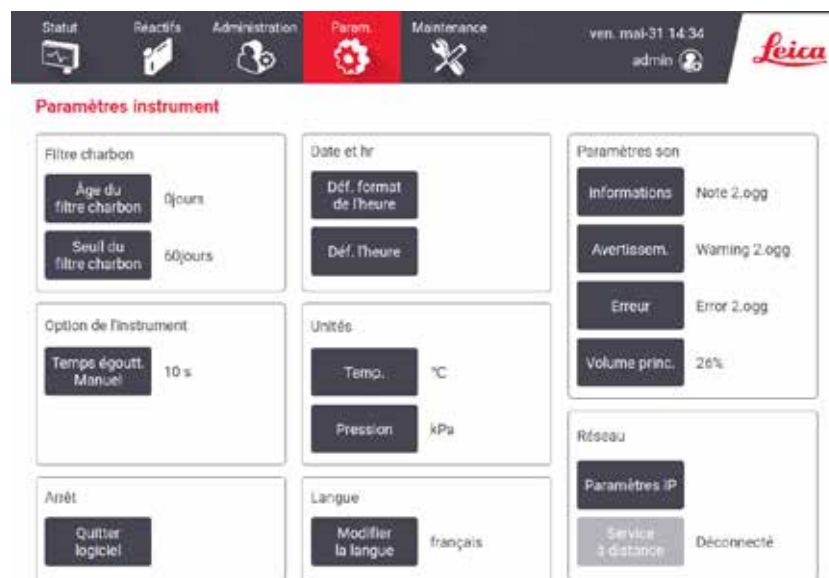 Statut
Réactifs
Administration
Param.
Maintenance
ven. mai-31 14:34
admin
Leica
Paramètres instrument
Filtre charbon
Âge du
filtre charbon
0jours
Seuil du
filtre charbon
60jours
Option de l'instrument
Temps égoutt.
Manuel
10 s
Arrêt
Quitter
logiciel
Date et hr
Déf. format
de l'heure
Déf. l'heure
Unités
Temp.
°C
Pression
kPa
Langue
Modifier
la langue
français
Paramètres son
Informations
Note 2.ogg
Avertissem.
Warning 2.ogg
Erreur
Error 2.ogg
Volume princ.
26%
Réseau
Paramètres IP
Service
à distance
Déconnecté